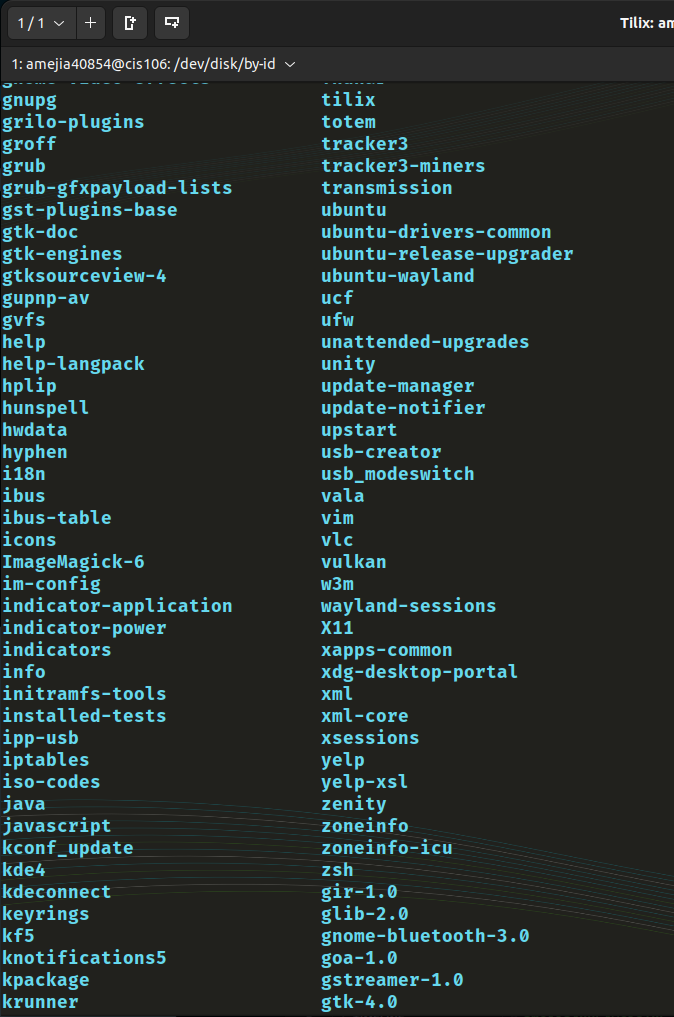 1 / 1
Tilix: am
1: amejia40854@cis106: /dev/disk/by-id
gnupg tilix
grilo-plugins totem
groff tracker3
grub tracker3-miners
grub-gfxpayload-lists transmission
gst-plugins-base ubuntu
gtk-doc ubuntu-drivers-common
gtk-engines ubuntu-release-upgrader
gtksourceview-4 ubuntu-wayland
gupnp-av ucf
gvfs ufw
help unattended-upgrades
help-langpack unity
hplip update-manager
hunspell update-notifier
hwdata upstart
hyphen usb-creator
i18n usb_modeswitch
ibus vala
ibus-table vim
icons vlc
ImageMagick-6 vulkan
im-config w3m
indicator-application wayland-sessions
indicator-power X11
indicators xapps-common
info xdg-desktop-portal
initramfs-tools xml
installed-tests xml-core
ipp-usb xsessions
iptables yelp
iso-codes yelp-xsl
java zenity
javascript zoneinfo
kconf_update zoneinfo-icu
kde4 zsh
kdeconnect gir-1.0
keyrings glib-2.0
kf5 gnome-bluetooth-3.0
knotifications5 goa-1.0
kpackage gstreamer-1.0
krunner gtk-4.0